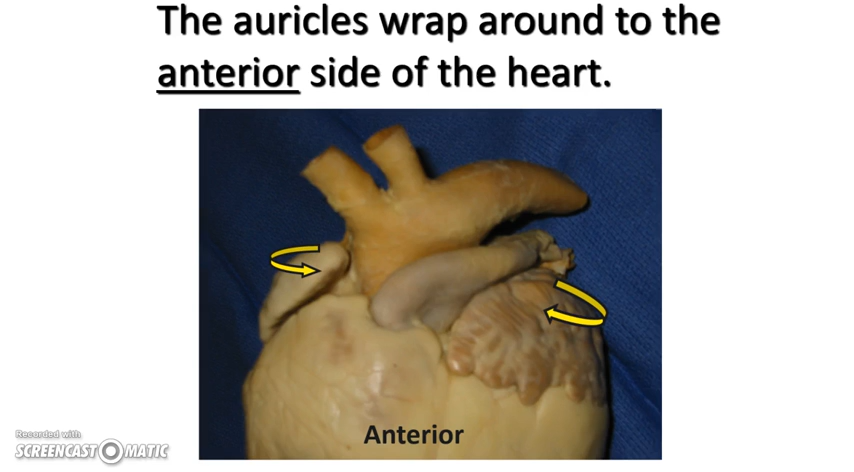 The auricles wrap around to the
anterior side of the heart.
Anterior
Recorded with
SCREENCAST MATIC